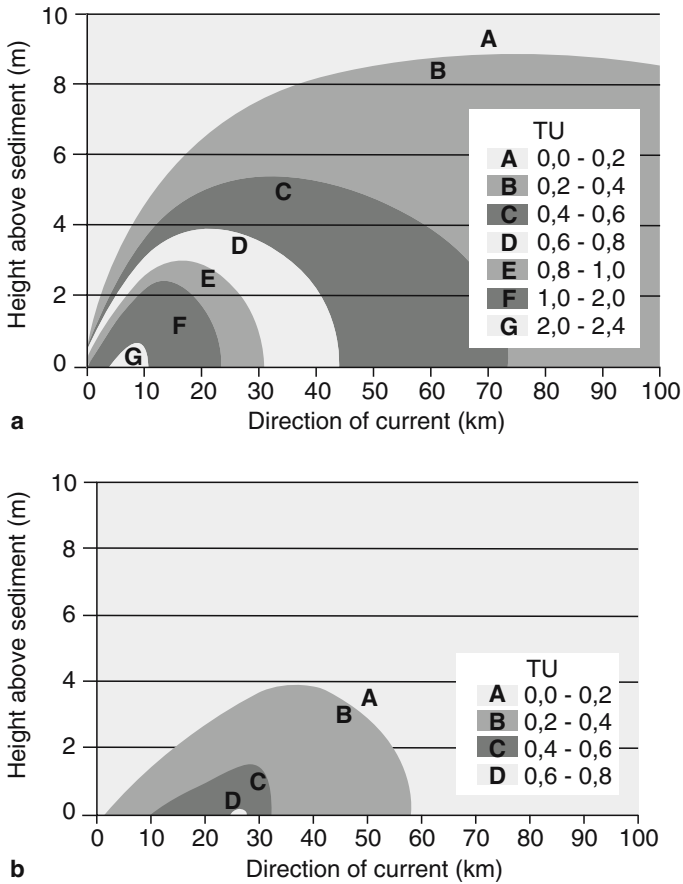 10
8
6
4
2
0
Height above sediment (m)
A
B
C
D
E
F
G
TU
A 0,0 - 0,2
B 0,2 - 0,4
C 0,4 - 0,6
D 0,6 - 0,8
E 0,8 - 1,0
F 1,0 - 2,0
G 2,0 - 2,4
0 10 20 30 40 50 60 70 80 90 100
Direction of current (km)
a
10
8
6
4
2
0
Height above sediment (m)
A
B
C
D
TU
A 0,0 - 0,2
B 0,2 - 0,4
C 0,4 - 0,6
D 0,6 - 0,8
0 10 20 30 40 50 60 70 80 90 100
Direction of current (km)
b